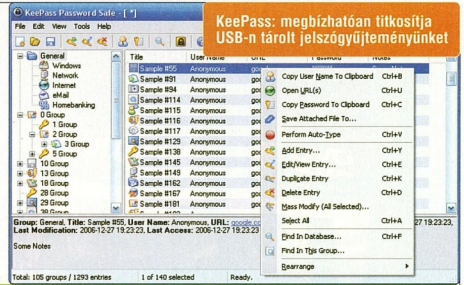 KeePass Password Safe - [ *]
KeePass: megbízhatóan titkosítja
USB-n tárolt jelszógyűjteményünket
File Edit View Tools Help
General
Windows
Network
Internet
eMail
Homebanking
0 Group
1 Group
2 Group
3 Group
5 Group
10 Group
13 Group
18 Group
28 Group
29 Group
38 Group
Title User Name URL Password
Sample #55 Anonymous
Sample #91 Anonymous
Sample #94 Anonymous
Sample #114 Anonymous
Sample #115 Anonymous
Sample #116 Anonymous
Sample #117 Anonymous
Sample #129 Anonymous
Sample #138 Anonymous
Sample #145 Anonymous
Sample #149 Anonymous
Sample #162 Anonymous
Sample #167 Anonymous
Sample #181 Anonymous
Copy User Name To Clipboard Ctrl+B
Open URL(s) Ctrl+U
Copy Password To Clipboard Ctrl+C
Save Attached File To...
Perform Auto-Type Ctrl+V
Add Entry... Ctrl+Y
Edit/View Entry... Ctrl+E
Duplicate Entry Ctrl+K
Delete Entry Ctrl+D
Mass Modify (All Selected)...
Select All Ctrl+A
Find In Database... Ctrl+F
Find In This Group...
Rearrange
Group: General, Title: Sample #55, User Name: Anonymous, URL: google.co
27 19:23:23,
Last Modification: 2006-12-27 19:23:23, Last Access: 2006-12-27 19:23:23
Some Notes
Total: 105 groups / 1293 entries 1 of 140 selected Ready.